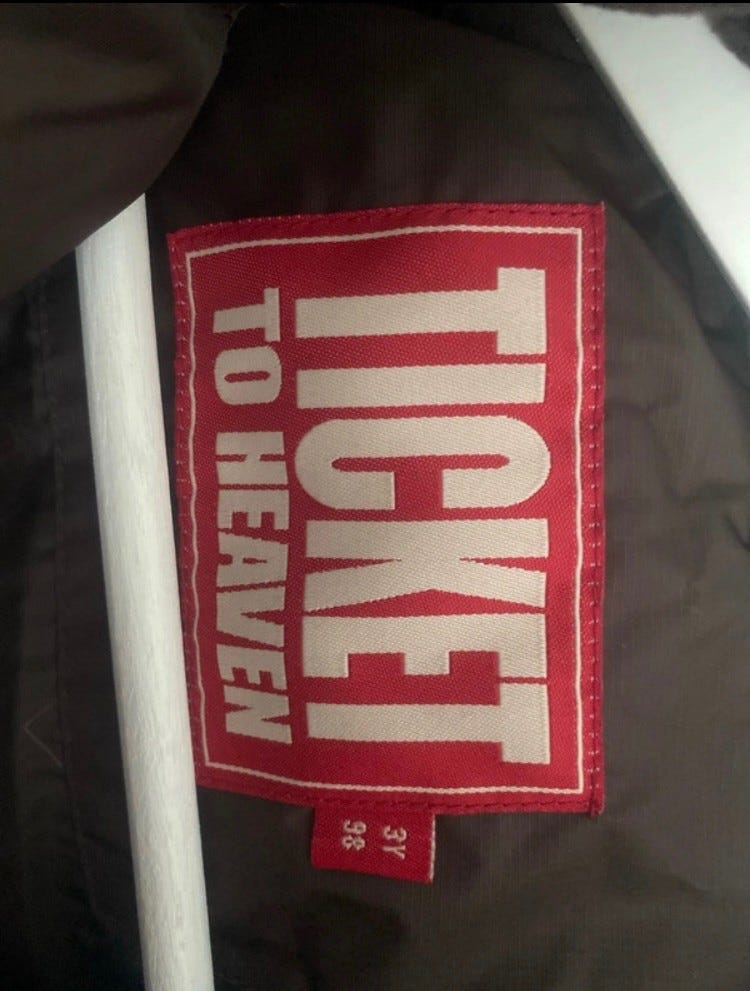 TICKET
TO HEAVEN
3Y
98